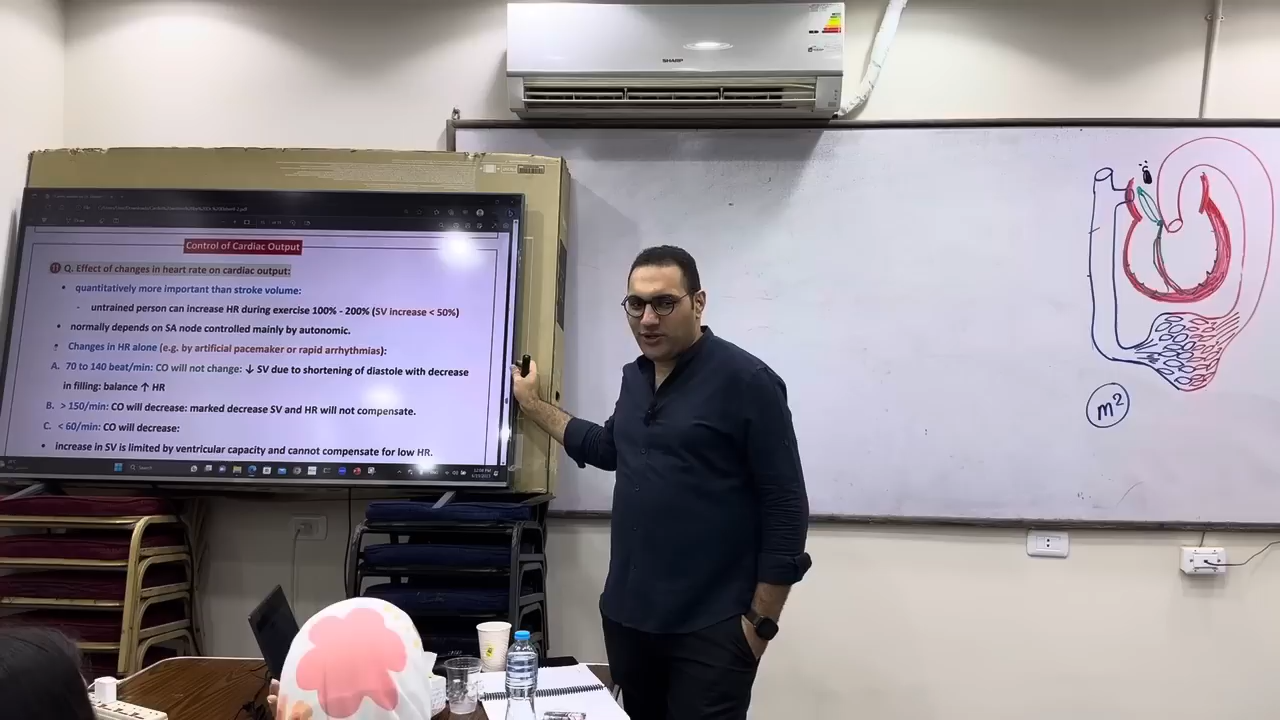 SHARP
Control of Cardiac Output
11 Q. Effect of changes in heart rate on cardiac output:
• quantitatively more important than stroke volume:
- untrained person can increase HR during exercise 100% - 200% (SV increase < 50%)
• normally depends on SA node controlled mainly by autonomic.
• Changes in HR alone (e.g. by artificial pacemaker or rapid arrhythmias):
A. 70 to 140 beat/min: CO will not change: ↓ SV due to shortening of diastole with decrease
in filling: balance ↑ HR
B. > 150/min: CO will decrease: marked decrease SV and HR will not compensate.
C. < 60/min: CO will decrease:
• increase in SV is limited by ventricular capacity and cannot compensate for low HR.
Search
m²